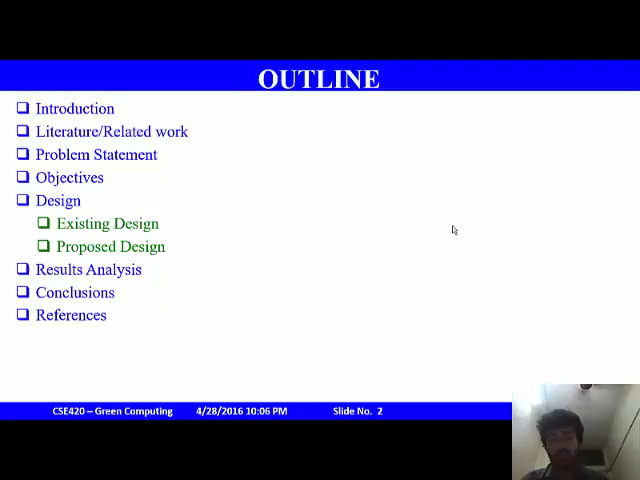 OUTLINE
Introduction
Literature/Related work
Problem Statement
Objectives
Design
Existing Design
Proposed Design
Results Analysis
Conclusions
References
CSE420 – Green Computing 4/28/2016 10:06 PM Slide No. 2